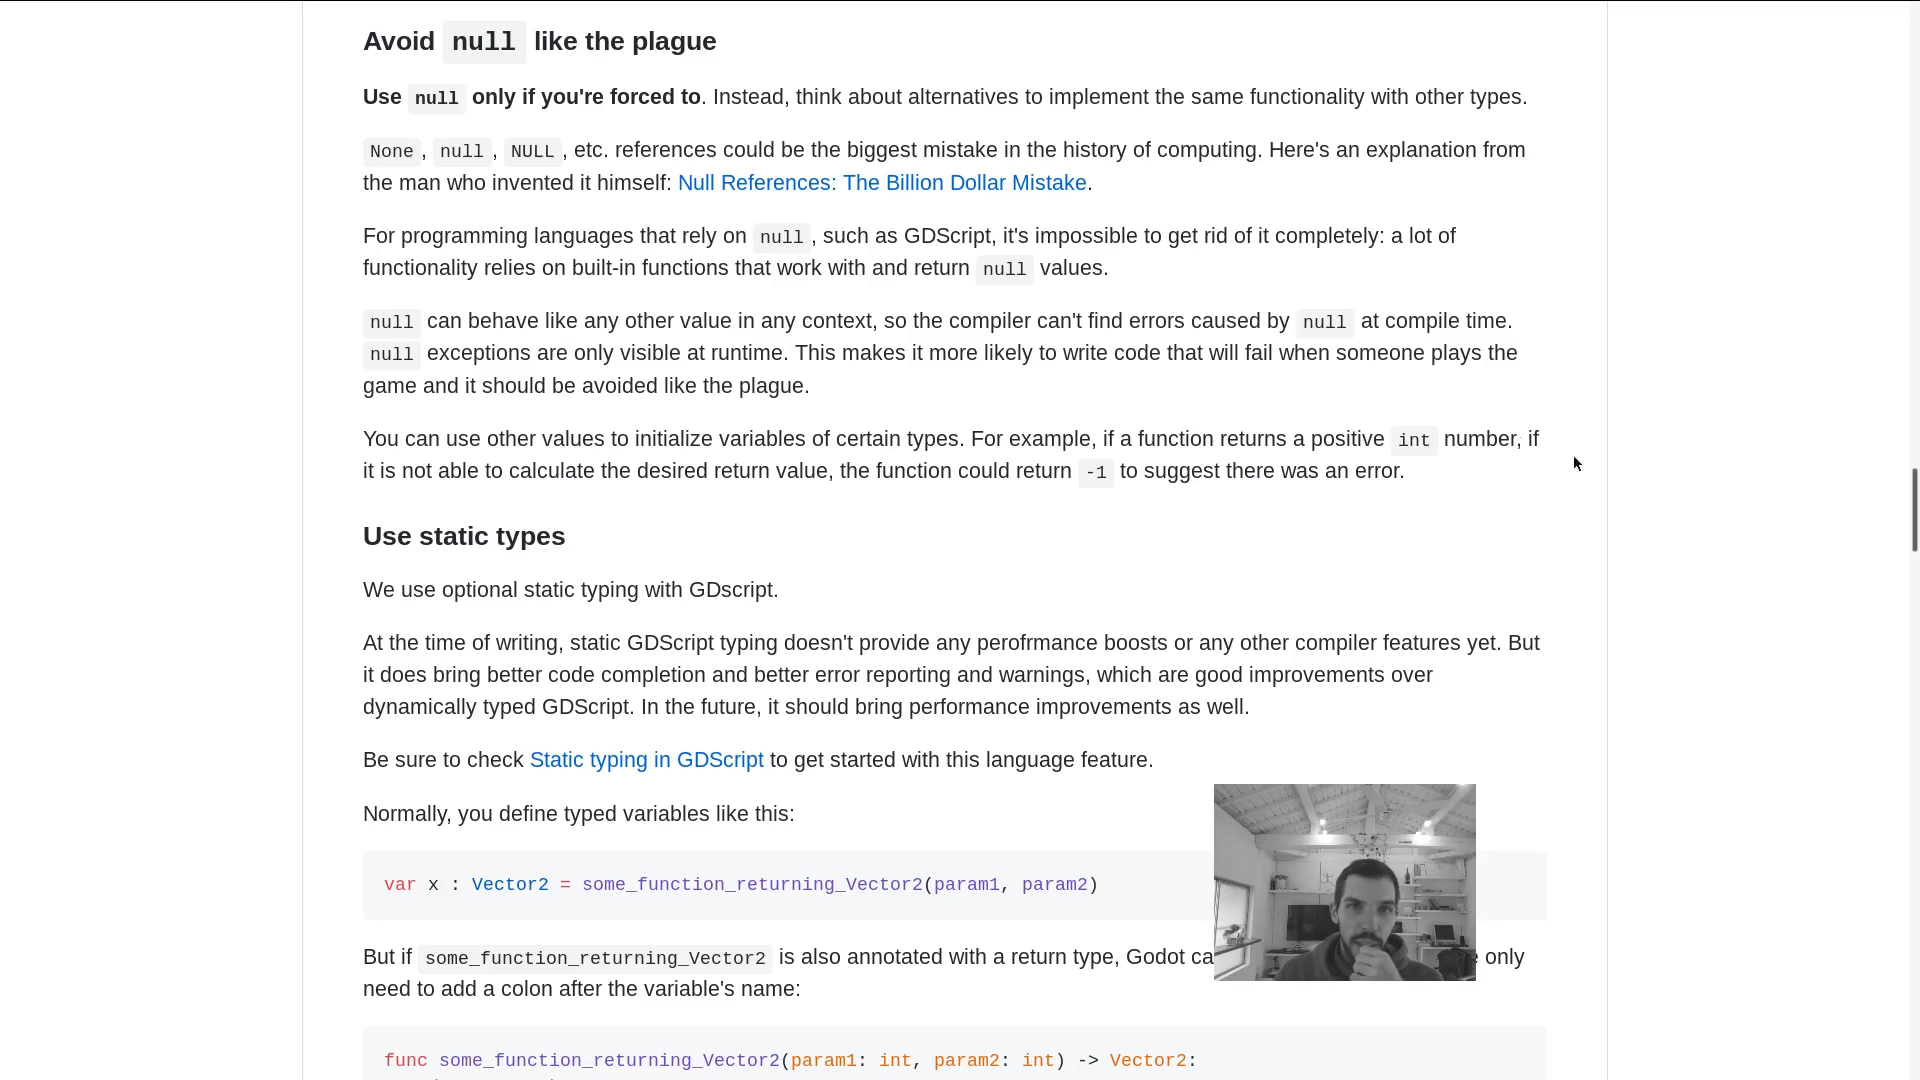 Avoid null like the plague
Use null only if you're forced to. Instead, think about alternatives to implement the same functionality with other types.
None, null, NULL, etc. references could be the biggest mistake in the history of computing. Here's an explanation from
the man who invented it himself: Null References: The Billion Dollar Mistake.
For programming languages that rely on null, such as GDScript, it's impossible to get rid of it completely: a lot of
functionality relies on built-in functions that work with and return null values.
null can behave like any other value in any context, so the compiler can't find errors caused by null at compile time.
null exceptions are only visible at runtime. This makes it more likely to write code that will fail when someone plays the
game and it should be avoided like the plague.
You can use other values to initialize variables of certain types. For example, if a function returns a positive int number, if
it is not able to calculate the desired return value, the function could return -1 to suggest there was an error.
Use static types
We use optional static typing with GDscript.
At the time of writing, static GDScript typing doesn't provide any perofrmance boosts or any other compiler features yet. But
it does bring better code completion and better error reporting and warnings, which are good improvements over
dynamically typed GDScript. In the future, it should bring performance improvements as well.
Be sure to check Static typing in GDScript to get started with this language feature.
Normally, you define typed variables like this:
var x : Vector2 = some_function_returning_Vector2(param1, param2)
But if some_function_returning_Vector2 is also annotated with a return type, Godot ca only
need to add a colon after the variable's name:
func some_function_returning_Vector2(param1: int, param2: int) -> Vector2: